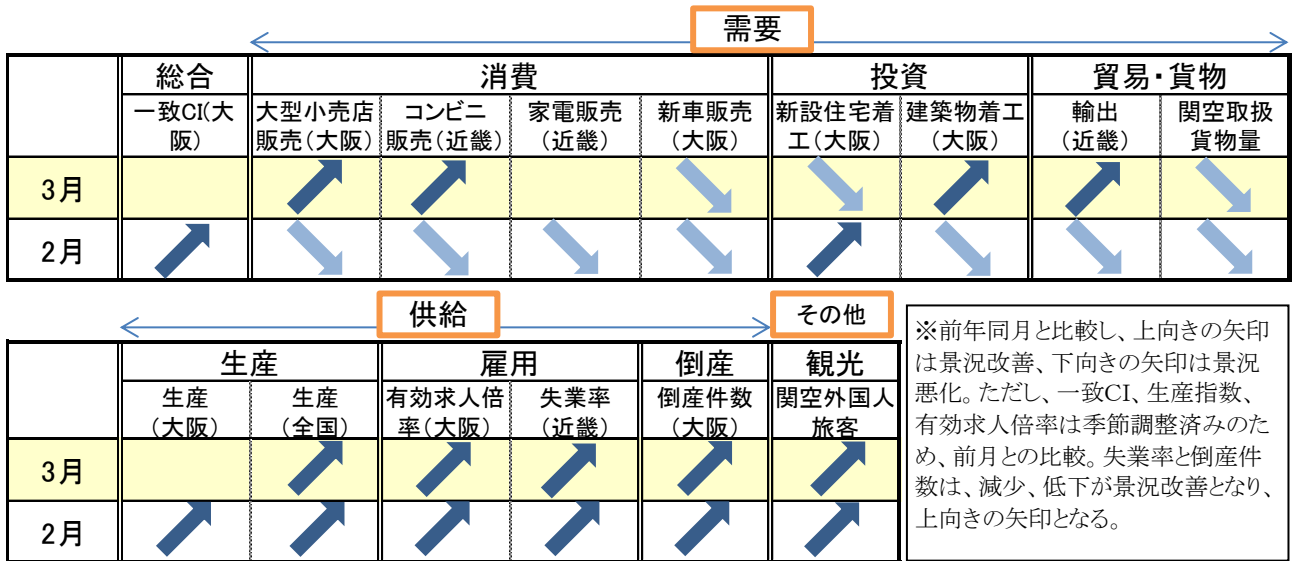 需要
総合 消費 投資 貿易・貨物
一致CI(大阪) 大型小売店販売(大阪) コンビニ販売(近畿) 家電販売(近畿) 新車販売(大阪) 新設住宅着工(大阪) 建築物着工(大阪) 輸出(近畿) 関空取扱貨物量
3月
2月
供給 その他
生産 雇用 倒産 観光
生産(大阪) 生産(全国) 有効求人倍率(大阪) 失業率(近畿) 倒産件数(大阪) 関空外国人旅客
3月
2月
※前年同月と比較し、上向きの矢印
は景況改善、下向きの矢印は景況
悪化。ただし、一致CI、生産指数、
有効求人倍率は季節調整済みのた
め、前月との比較。失業率と倒産件
数は、減少、低下が景況改善となり、
上向きの矢印となる。